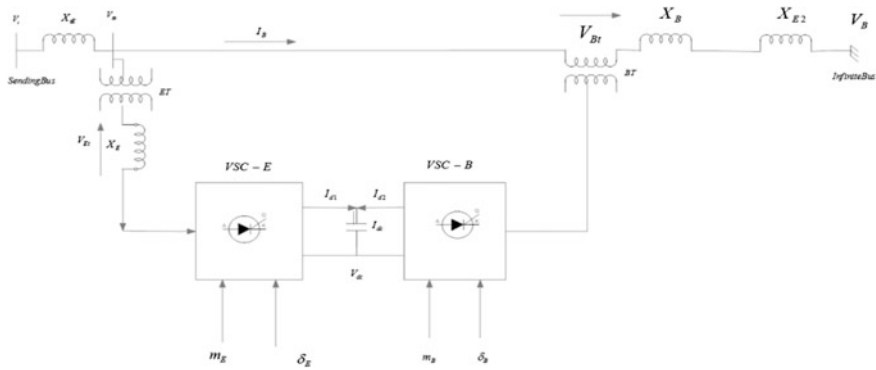 V_t X_tE V_Et I_B V_Bt X_B X_E2 V_B
SendingBus ET BT InfiniteBus
V_Et X_E
VSC − E VSC − B
I_d1 I_d2
I_dc
V_dc
m_E δ_E m_B δ_B